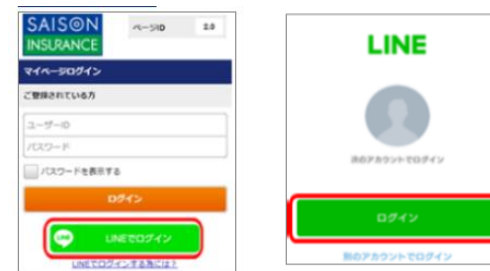 SAISON
INSURANCE
ページID 2.0
マイページログイン
ご登録されている方
ユーザーID
パスワード
パスワードを表示する
ログイン
LINE LINEでログイン
LINEでログインする為には?
LINE
次のアカウントでログイン
ログイン
別のアカウントでログイン